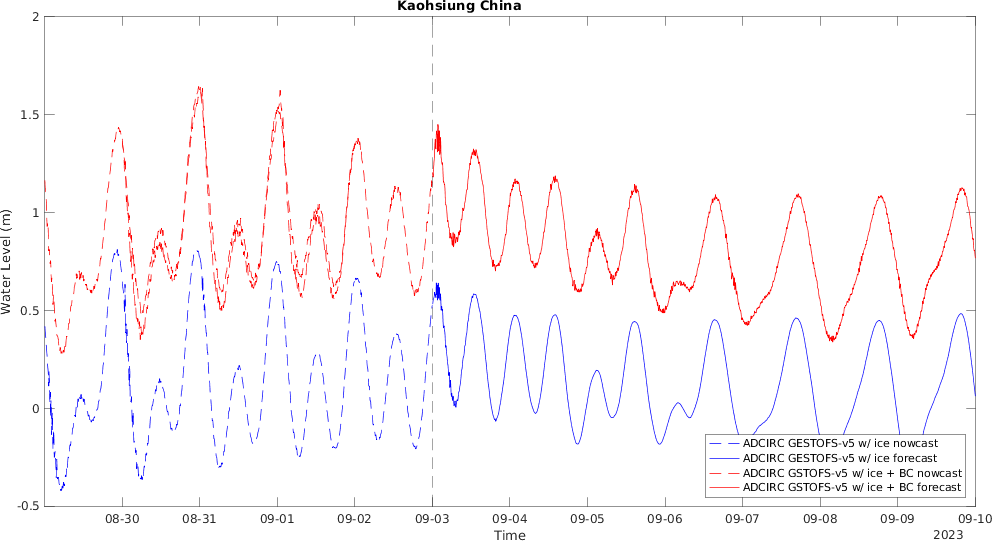 Kaohsiung China
2
1.5
1
0.5
0
-0.5
Water Level (m)
08-30 08-31 09-01 09-02 09-03 09-04 09-05 09-06 09-07 09-08 09-09 09-10
Time
2023
ADCIRC GESTOFS-v5 w/ ice nowcast
ADCIRC GESTOFS-v5 w/ ice forecast
ADCIRC GSTOFS-v5 w/ ice + BC nowcast
ADCIRC GSTOFS-v5 w/ ice + BC forecast